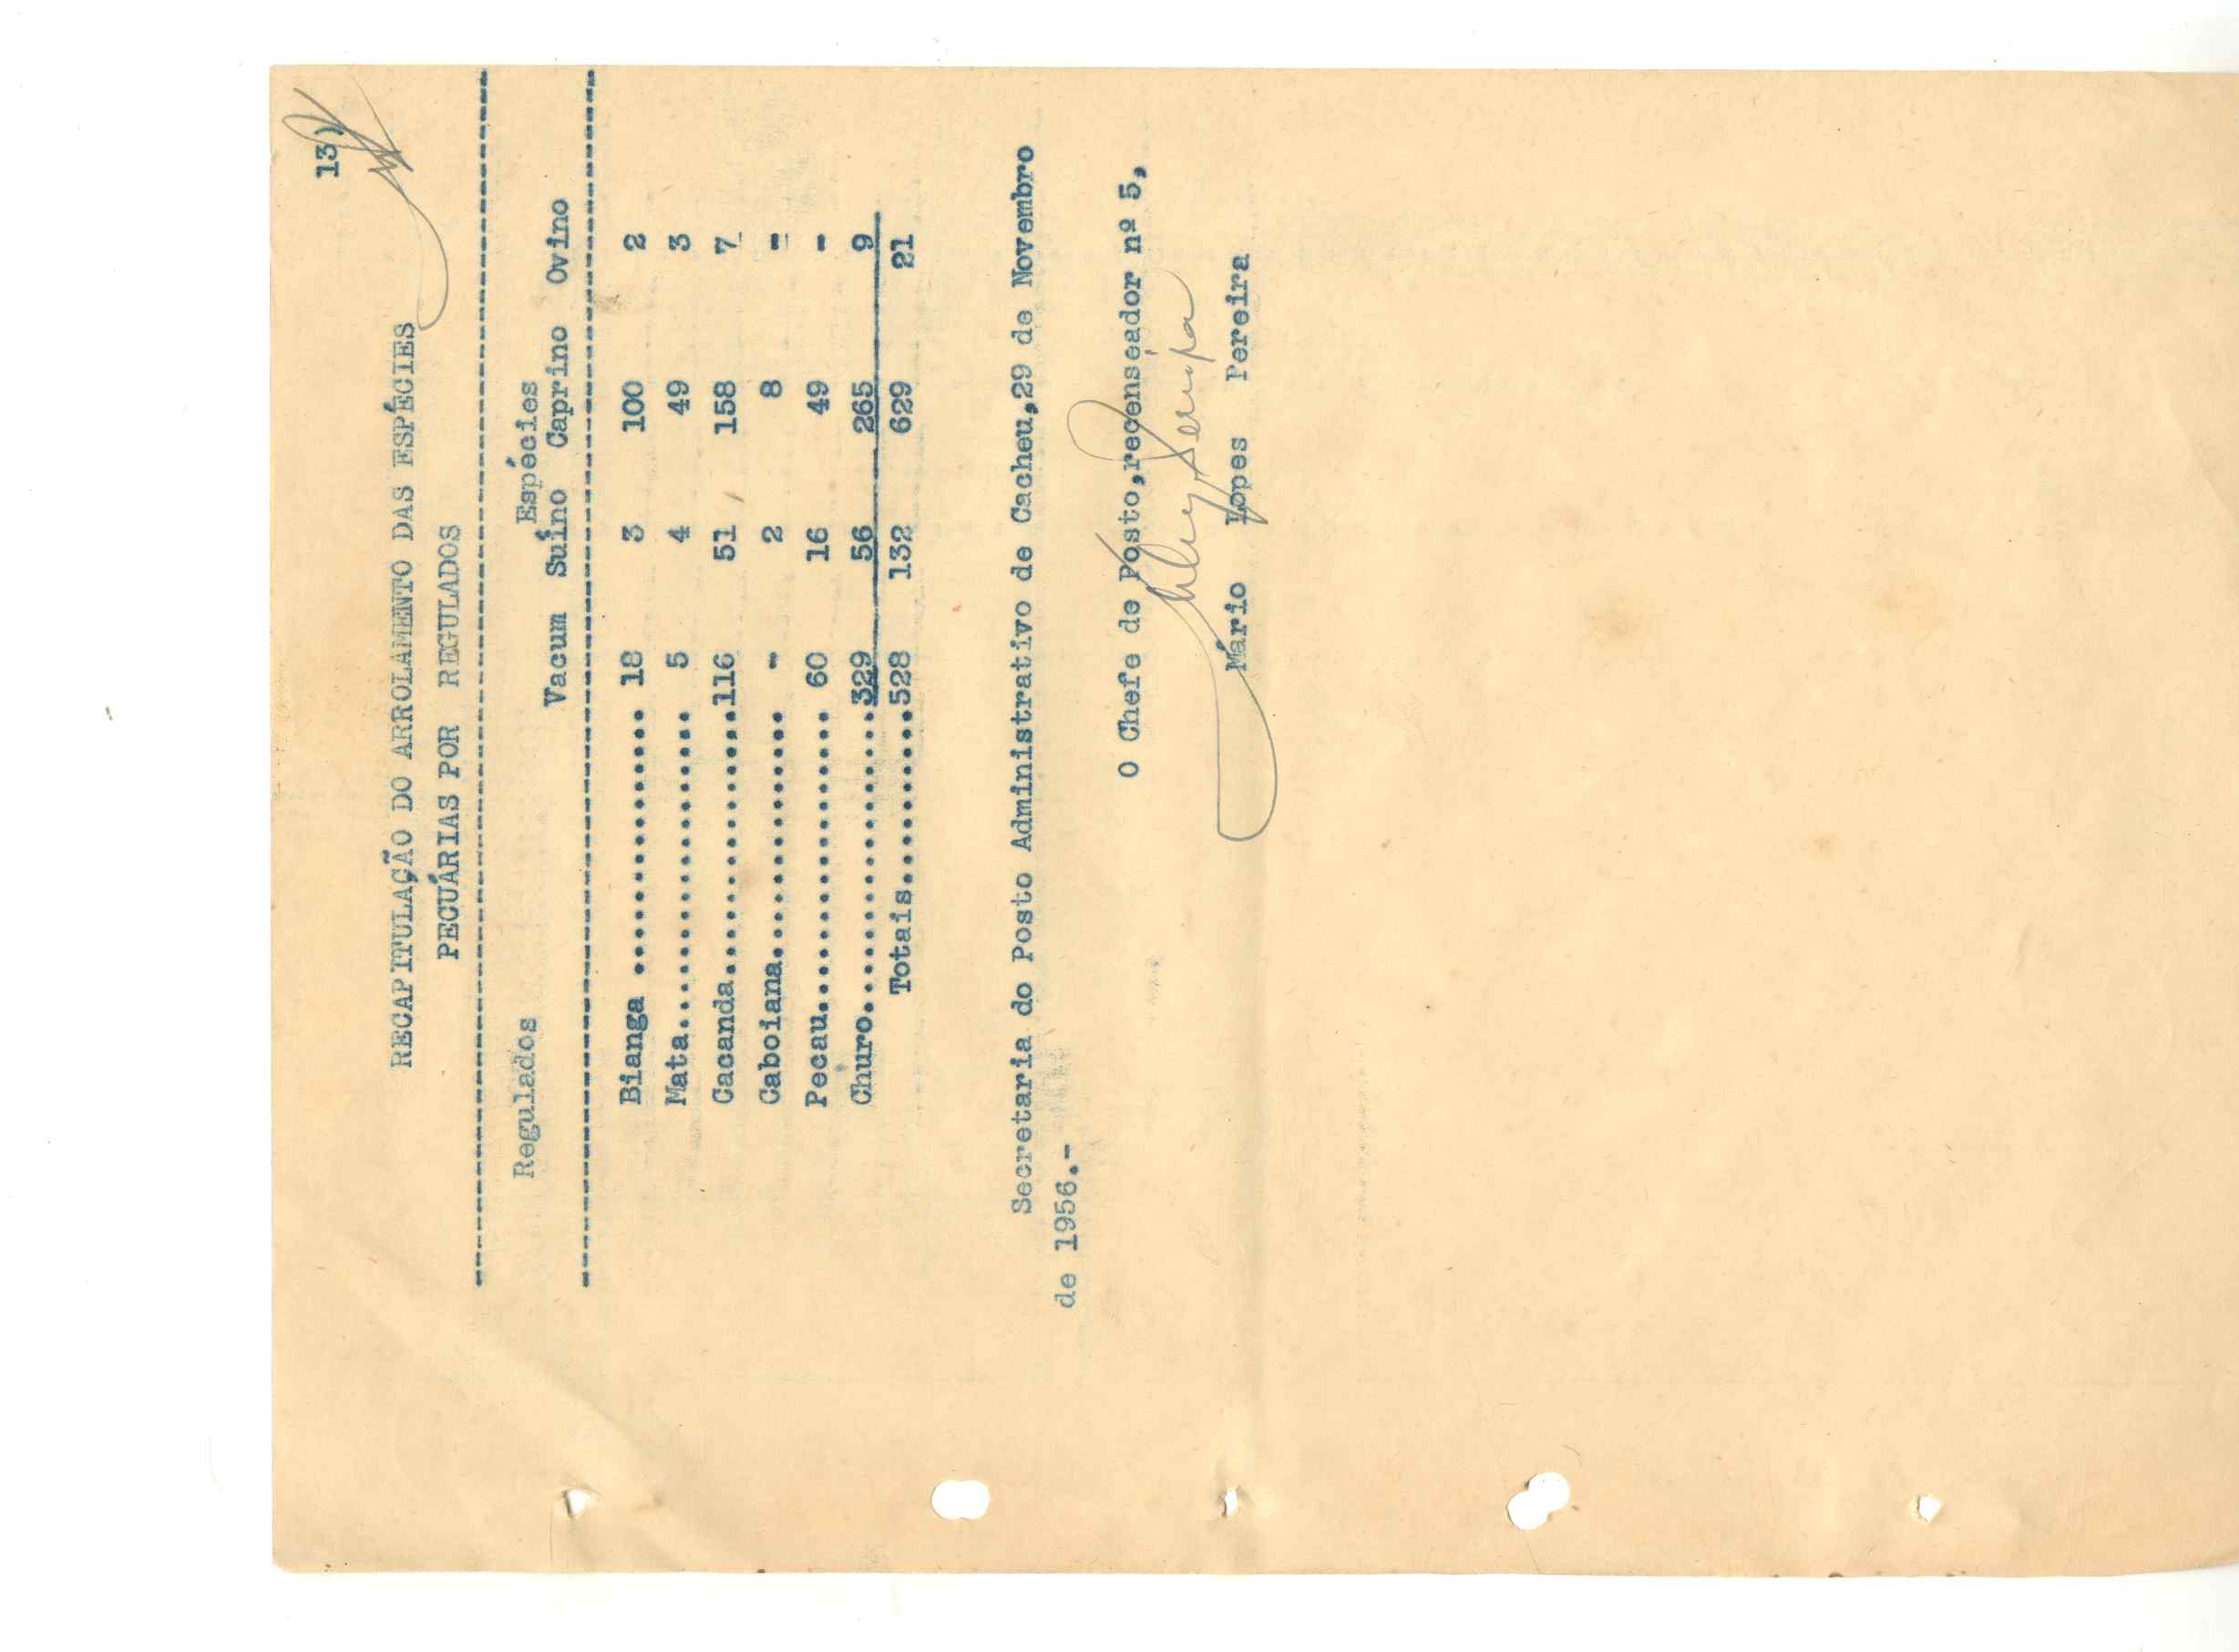 13)
RECAPITULAÇÃO DO ARROLAMENTO DAS ESPÉCIES
PECUÁRIAS POR REGULADOS
Regulados Espécies
Vacum Suíno Caprino Ovino
Bianga .............. 18 3 100 2
Mata................. 5 4 49 3
Cacanda..............116 51 158 7
Caboiana............. - 2 8 -
Pecau................ 60 16 49 -
Churo................329 56 265 9
Totais..........528 132 629 21
Secretaria do Posto Administrativo de Cacheu,29 de Novembro
de 1956.-
O Chefe de Posto,recenseador nº 5,
Mário Lopes Pereira